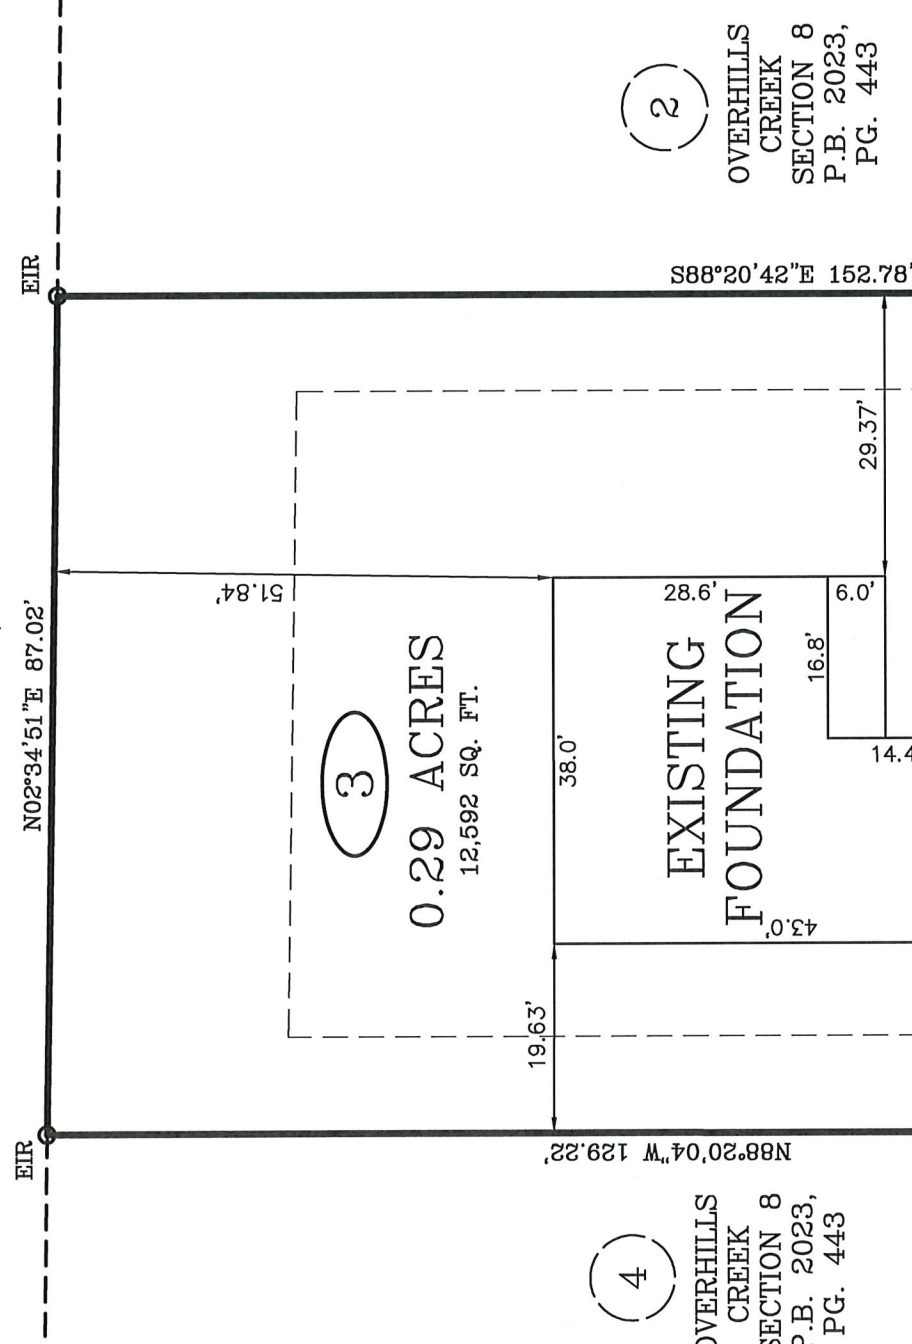 2
OVERHILLS
CREEK
SECTION 8
P.B. 2023,
PG. 443
EIR
S88°20'42"E 152.78'
N02°34'51"E 87.02'
51.84'
29.37'
3
0.29 ACRES
12,592 SQ. FT.
38.0'
28.6'
6.0'
16.8'
14.4
EXISTING
FOUNDATION
43.0'
19.63'
EIR
N88°20'04"W 129.22'
4
OVERHILLS
CREEK
SECTION 8
P.B. 2023,
PG. 443